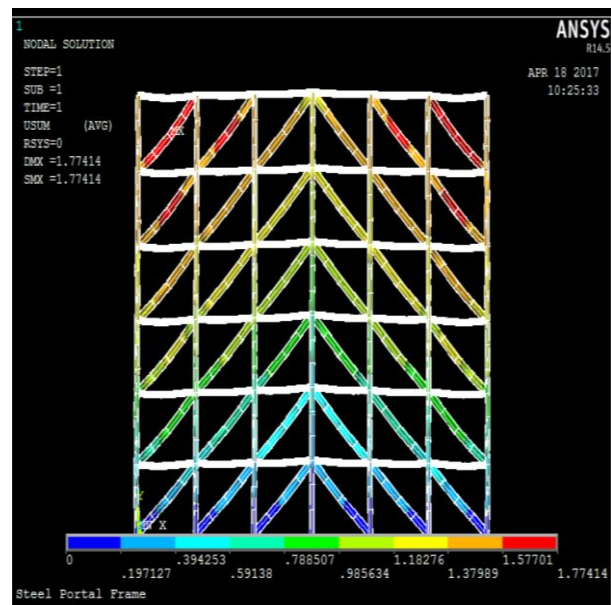 1
NODAL SOLUTION
ANSYS
R14.5
STEP=1
SUB =1
TIME=1
USUM (AVG)
RSYS=0
DMX =1.77414
SMX =1.77414
APR 18 2017
10:25:33
MX
Y
X
0 .394253 .788507 1.18276 1.57701
.197127 .59138 .985634 1.37989 1.77414
Steel Portal Frame